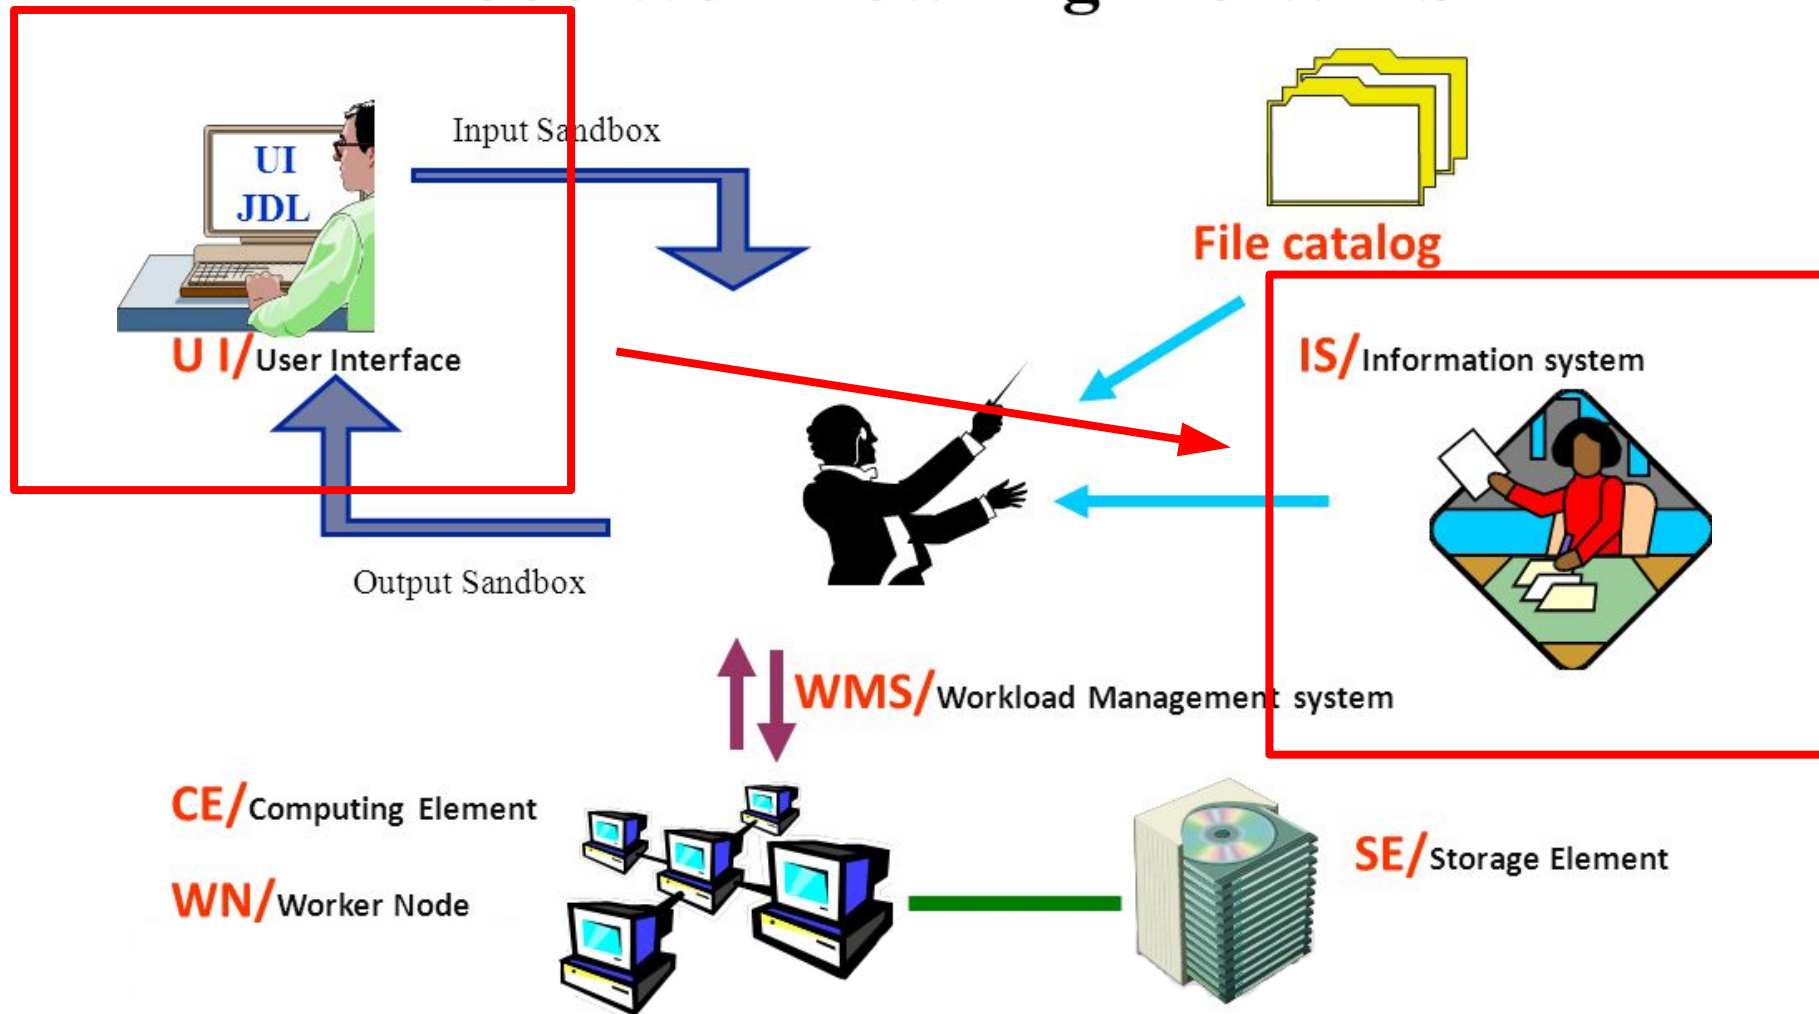 Input Sandbox
UI
JDL
File catalog
U I/User Interface
IS/Information system
Output Sandbox
WMS/Workload Management system
CE/Computing Element
SE/Storage Element
WN/Worker Node